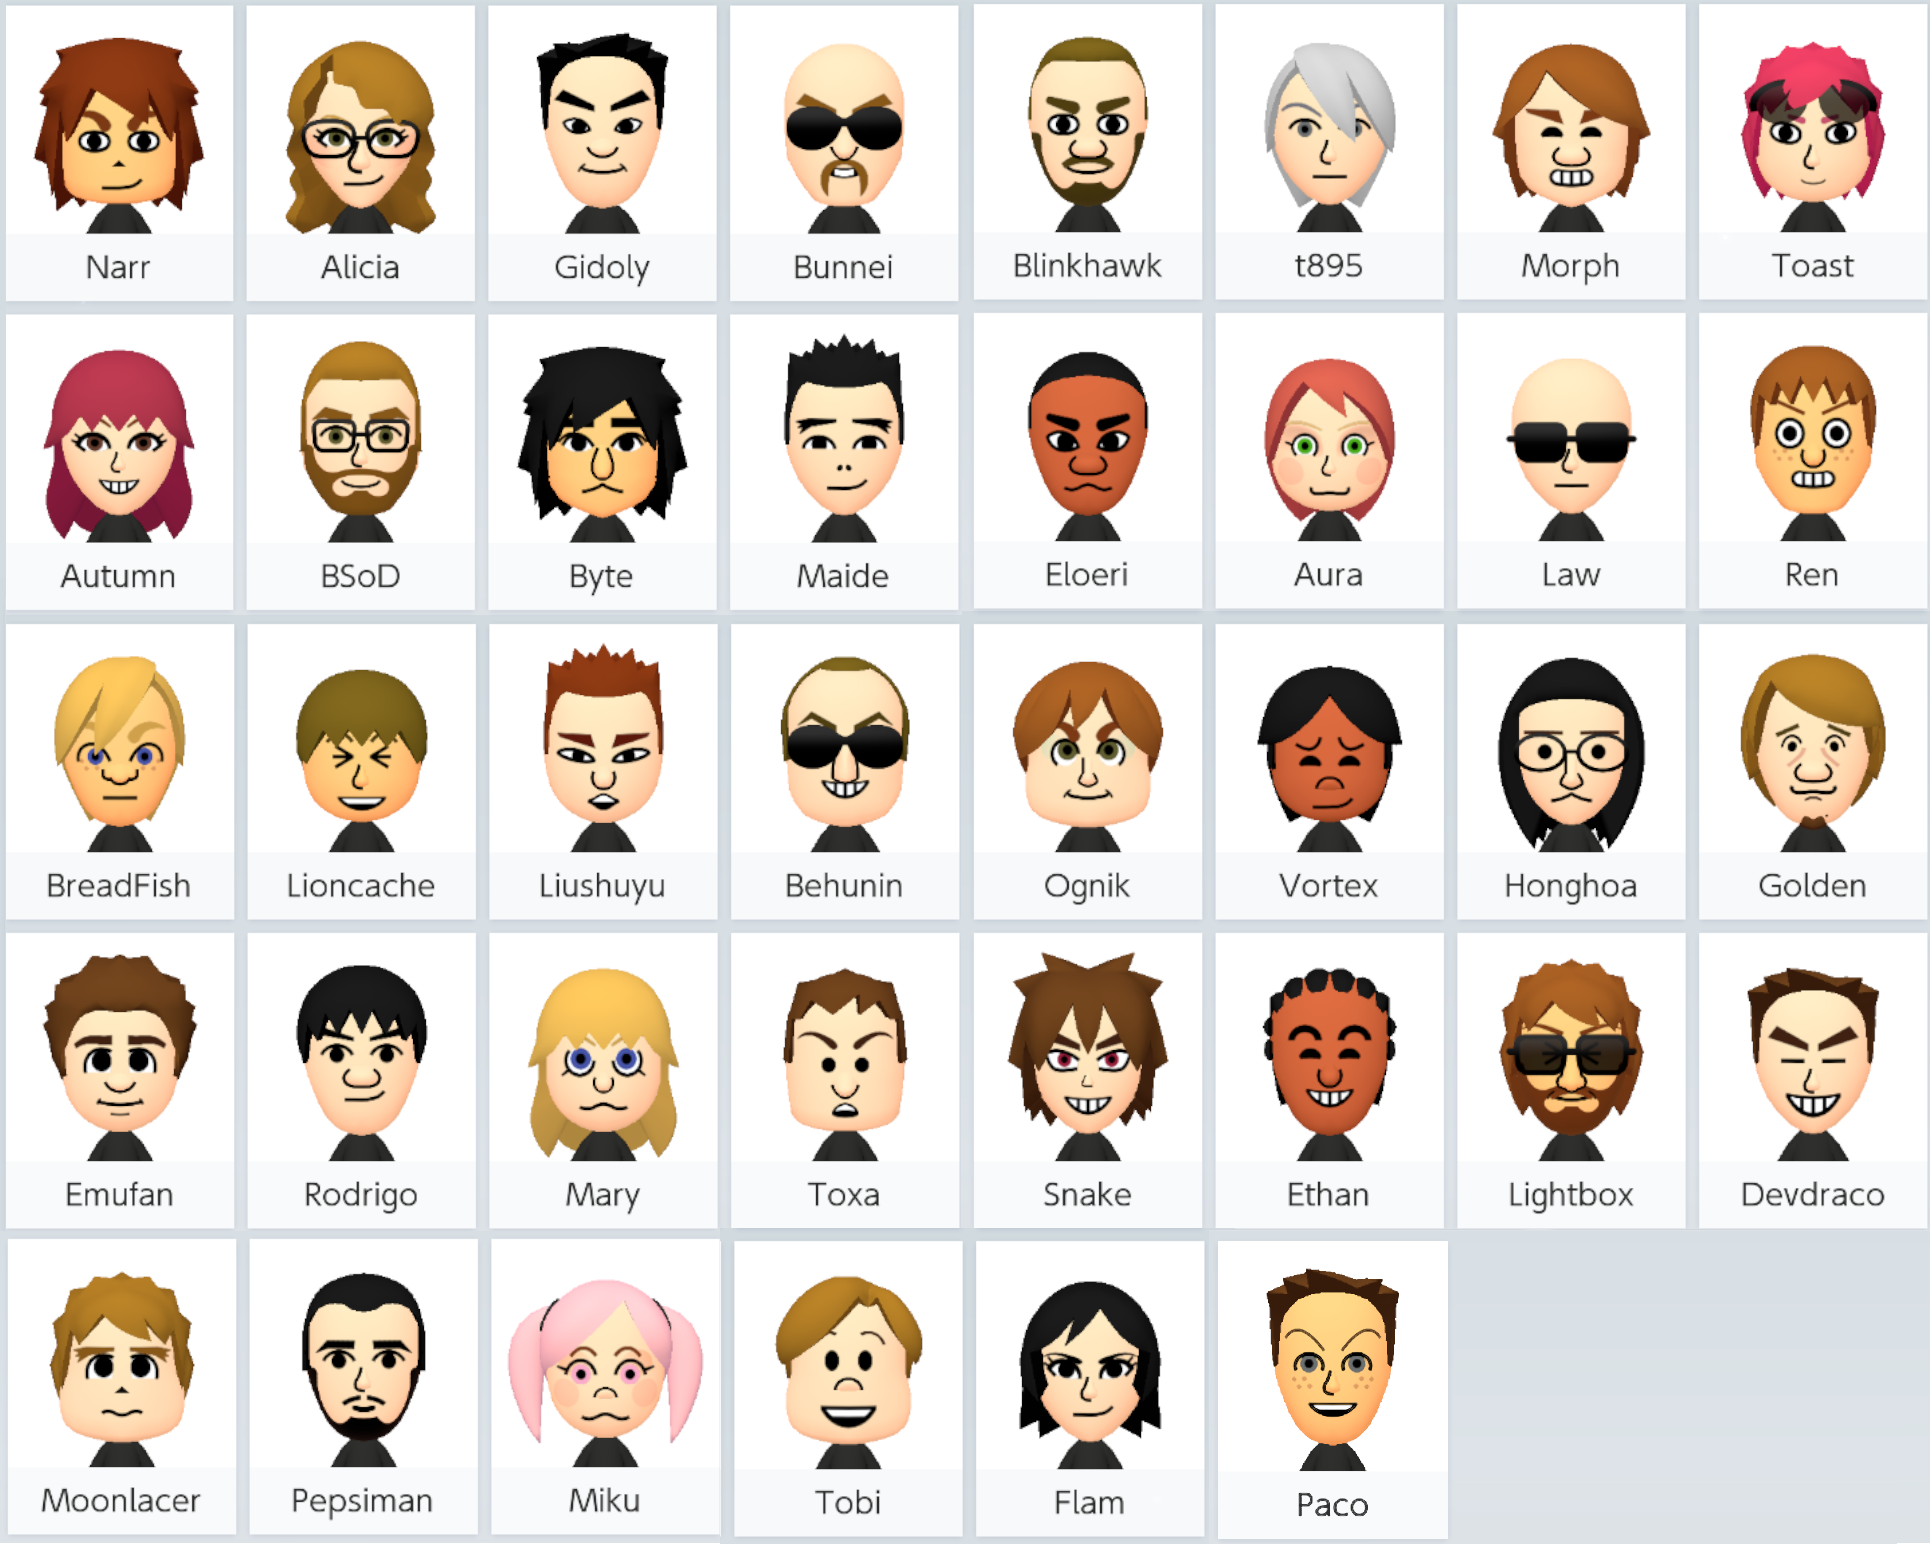 Narr
Alicia
Gidoly
Bunnei
Blinkhawk
t895
Morph
Toast
Autumn
BSoD
Byte
Maide
Eloeri
Aura
Law
Ren
BreadFish
Lioncache
Liushuyu
Behunin
Ognik
Vortex
Honghoa
Golden
Emufan
Rodrigo
Mary
Toxa
Snake
Ethan
Lightbox
Devdraco
Moonlacer
Pepsiman
Miku
Tobi
Flam
Paco